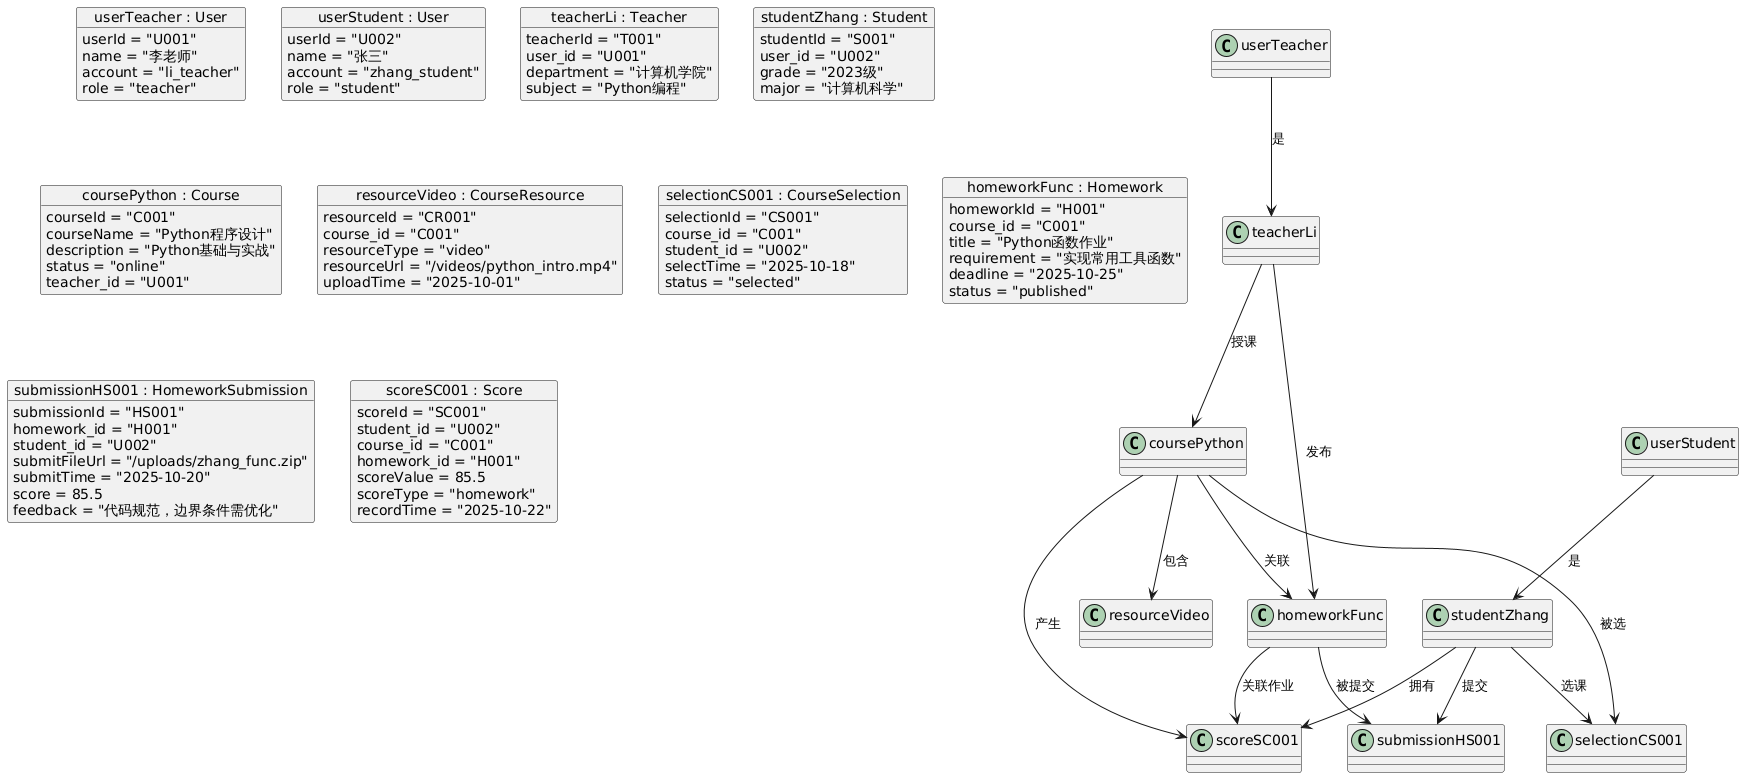 userTeacher : User
userId = "U001"
name = "李老师"
account = "li_teacher"
role = "teacher"
userStudent : User
userId = "U002"
name = "张三"
account = "zhang_student"
role = "student"
teacherLi : Teacher
teacherId = "T001"
user_id = "U001"
department = "计算机学院"
subject = "Python编程"
studentZhang : Student
studentId = "S001"
user_id = "U002"
grade = "2023级"
major = "计算机科学"
coursePython : Course
courseId = "C001"
courseName = "Python程序设计"
description = "Python基础与实战"
status = "online"
teacher_id = "U001"
resourceVideo : CourseResource
resourceId = "CR001"
course_id = "C001"
resourceType = "video"
resourceUrl = "/videos/python_intro.mp4"
uploadTime = "2025-10-01"
selectionCS001 : CourseSelection
selectionId = "CS001"
course_id = "C001"
student_id = "U002"
selectTime = "2025-10-18"
status = "selected"
homeworkFunc : Homework
homeworkId = "H001"
course_id = "C001"
title = "Python函数作业"
requirement = "实现常用工具函数"
deadline = "2025-10-25"
status = "published"
submissionHS001 : HomeworkSubmission
submissionId = "HS001"
homework_id = "H001"
student_id = "U002"
submitFileUrl = "/uploads/zhang_func.zip"
submitTime = "2025-10-20"
score = 85.5
feedback = "代码规范，边界条件需优化"
scoreSC001 : Score
scoreId = "SC001"
student_id = "U002"
course_id = "C001"
homework_id = "H001"
scoreValue = 85.5
scoreType = "homework"
recordTime = "2025-10-22"
C userTeacher
是
C teacherLi
授课
发布
C coursePython
C userStudent
包含
关联
是
产生
被选
C resourceVideo
C homeworkFunc
C studentZhang
关联作业
被提交
拥有
提交
选课
C scoreSC001
C submissionHS001
C selectionCS001